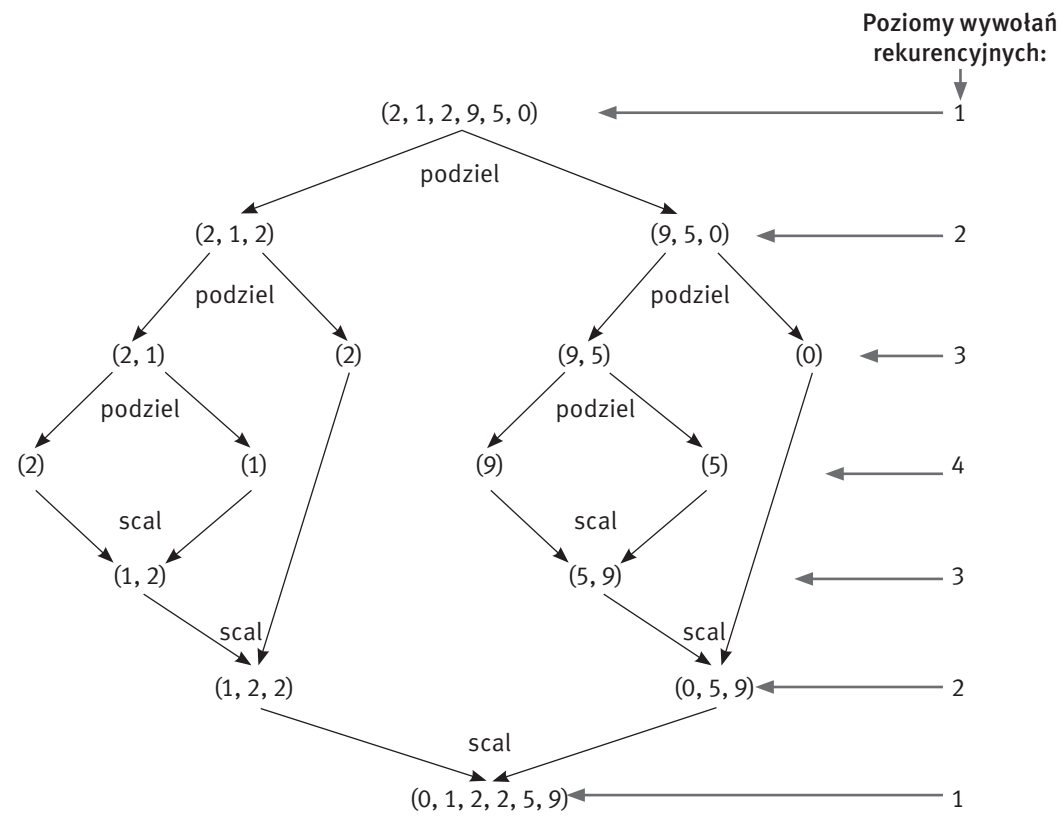 Poziomy wywołań
rekurencyjnych:
(2, 1, 2, 9, 5, 0) 1
podziel
(2, 1, 2) (9, 5, 0) 2
podziel podziel
(2, 1) (2) (9, 5) (0) 3
podziel podziel
(2) (1) (9) (5) 4
scal scal
(1, 2) (5, 9) 3
scal scal
(1, 2, 2) (0, 5, 9) 2
scal
(0, 1, 2, 2, 5, 9) 1